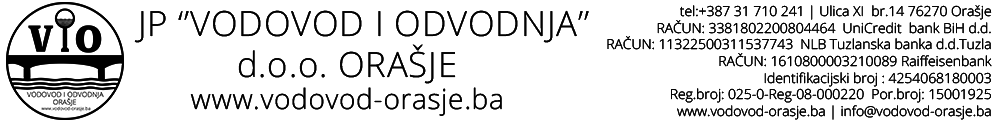 VIO
VODOVOD I ODVODNJA
ORAŠJE
www.vodovod-orasje.ba
JP “VODOVOD I ODVODNJA”
d.o.o. ORAŠJE
www.vodovod-orasje.ba
tel:+387 31 710 241 | Ulica XI br.14 76270 Orašje
RAČUN: 3381802200804464 UniCredit bank BiH d.d.
RAČUN: 11322500311537743 NLB Tuzlanska banka d.d.Tuzla
RAČUN: 1610800003210089 Raiffeisenbank
Identifikacijski broj : 4254068180003
Reg.broj: 025-0-Reg-08-000220 Por.broj: 15001925
www.vodovod-orasje.ba | info@vodovod-orasje.ba